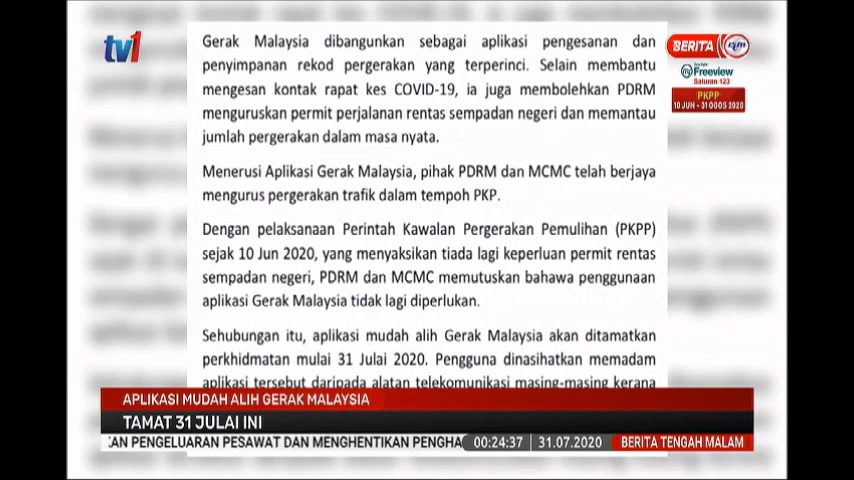 tv1
BERITA rtm
Freeview
Saluran 123
PKPP
10 JUN - 31 OGOS 2020
Gerak Malaysia dibangunkan sebagai aplikasi pengesanan dan
penyimpanan rekod pergerakan yang terperinci. Selain membantu
mengesan kontak rapat kes COVID-19, ia juga membolehkan PDRM
menguruskan permit perjalanan rentas sempadan negeri dan memantau
jumlah pergerakan dalam masa nyata.
Menerusi Aplikasi Gerak Malaysia, pihak PDRM dan MCMC telah berjaya
mengurus pergerakan trafik dalam tempoh PKP.
Dengan pelaksanaan Perintah Kawalan Pergerakan Pemulihan (PKPP)
sejak 10 Jun 2020, yang menyaksikan tiada lagi keperluan permit rentas
sempadan negeri, PDRM dan MCMC memutuskan bahawa penggunaan
aplikasi Gerak Malaysia tidak lagi diperlukan.
Sehubungan itu, aplikasi mudah alih Gerak Malaysia akan ditamatkan
perkhidmatan mulai 31 Julai 2020. Pengguna dinasihatkan memadam
aplikasi tersebut daripada alatan telekomunikasi masing-masing kerana
APLIKASI MUDAH ALIH GERAK MALAYSIA
TAMAT 31 JULAI INI
KAN PENGELUARAN PESAWAT DAN MENGHENTIKAN PENGHA 00:24:37 31.07.2020 BERITA TENGAH MALAM